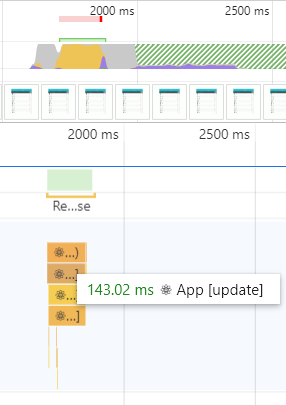 2000 ms
2500 ms
2000 ms
2500 ms
Re...se
...)
...]
143.02 ms App [update]
...]